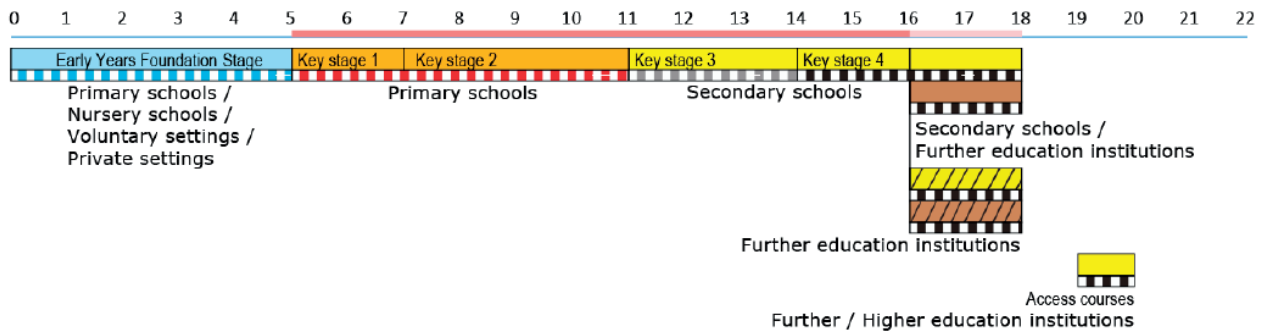 0 1 2 3 4 5 6 7 8 9 10 11 12 13 14 15 16 17 18 19 20 22
Early Years Foundation Stage Key stage 1 Key stage 2 Key stage 3 Key stage 4
Primary schools /
Nursery schools /
Voluntary settings /
Private settings
Primary schools
Secondary schools
Secondary schools /
Further education institutions
Further education institutions
Access courses
Further / Higher education institutions